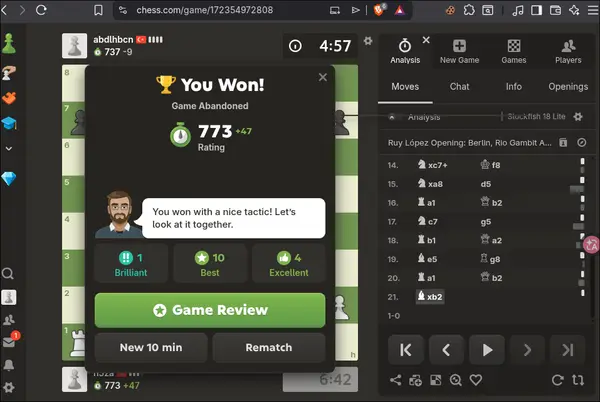 chess.com/game/172354972808
abdlhbcn
737 -9
4:57
You Won!
Game Abandoned
773 +47
Rating
You won with a nice tactic! Let's
look at it together.
1
Brilliant
10
Best
4
Excellent
Game Review
New 10 min
Rematch
8
7
3
2
1
h
773 +47
6:42
Analysis
New Game
Games
Players
Moves
Chat
Info
Openings
Analysis
Stockfish 18 Lite
Ruy López Opening: Berlin, Rio Gambit A...
14. xc7+ f8
15. xa8 d5
16. a1 b2
17. c7 g5
18. b1 a2
19. e5 g8
20. a1 b2
21. xb2
1-0
1